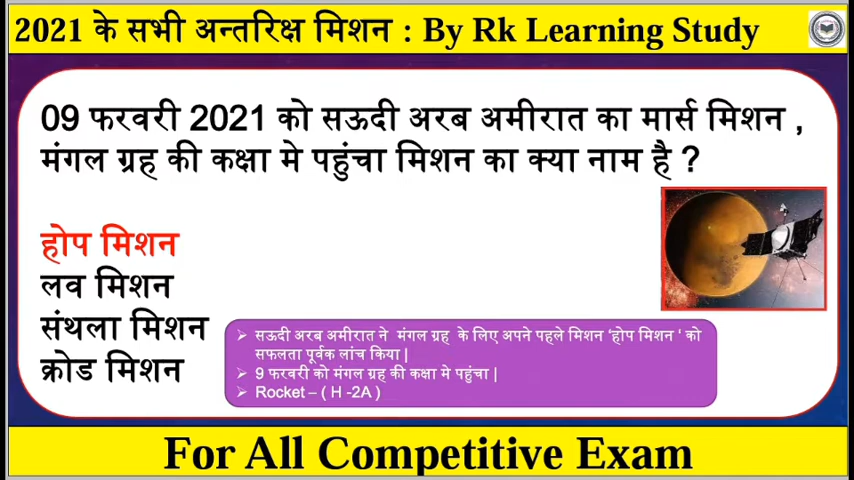 2021 के सभी अन्तरिक्ष मिशन : By Rk Learning Study
09 फरवरी 2021 को सऊदी अरब अमीरात का मार्स मिशन ,
मंगल ग्रह की कक्षा मे पहुंचा मिशन का क्या नाम है ?
होप मिशन
लव मिशन
संथला मिशन
क्रोड मिशन
➢ सऊदी अरब अमीरात ने मंगल ग्रह के लिए अपने पहले मिशन 'होप मिशन ' को
सफलता पूर्वक लांच किया |
➢ 9 फरवरी को मंगल ग्रह की कक्षा मे पहुंचा |
➢ Rocket – ( H -2A )
For All Competitive Exam